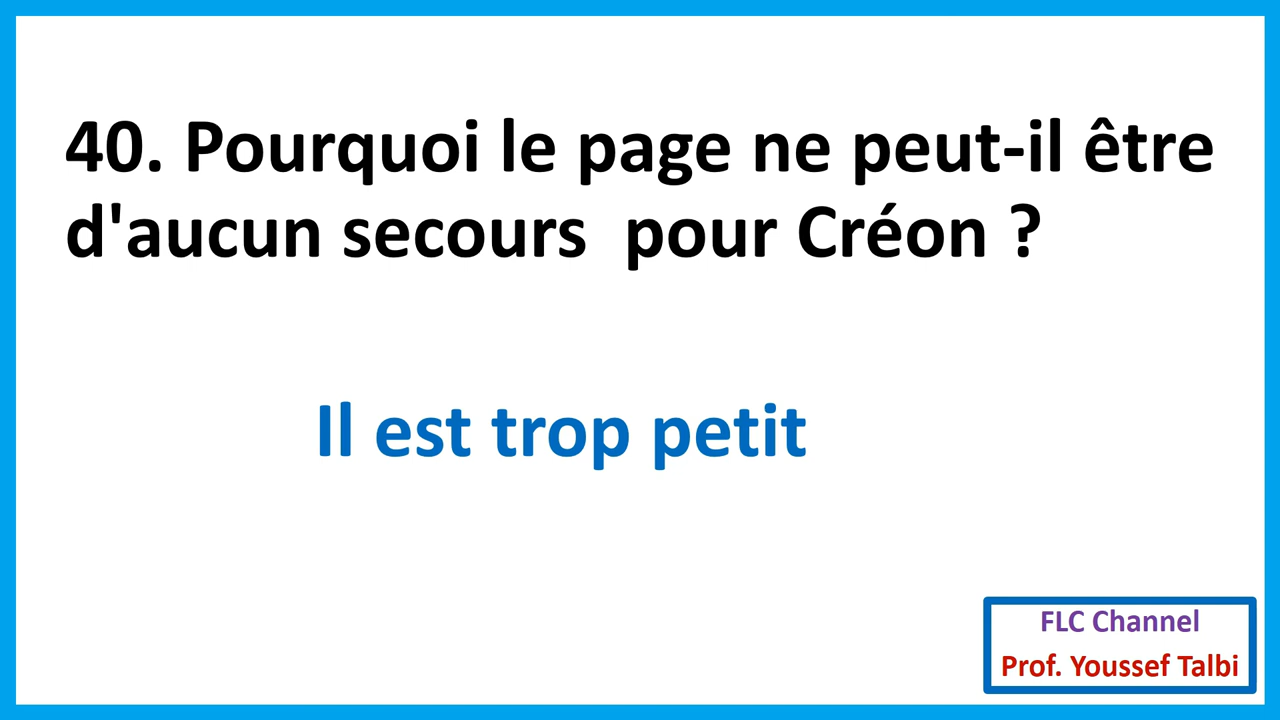 40. Pourquoi le page ne peut-il être
d'aucun secours  pour Créon ?
Il est trop petit
FLC Channel
Prof. Youssef Talbi